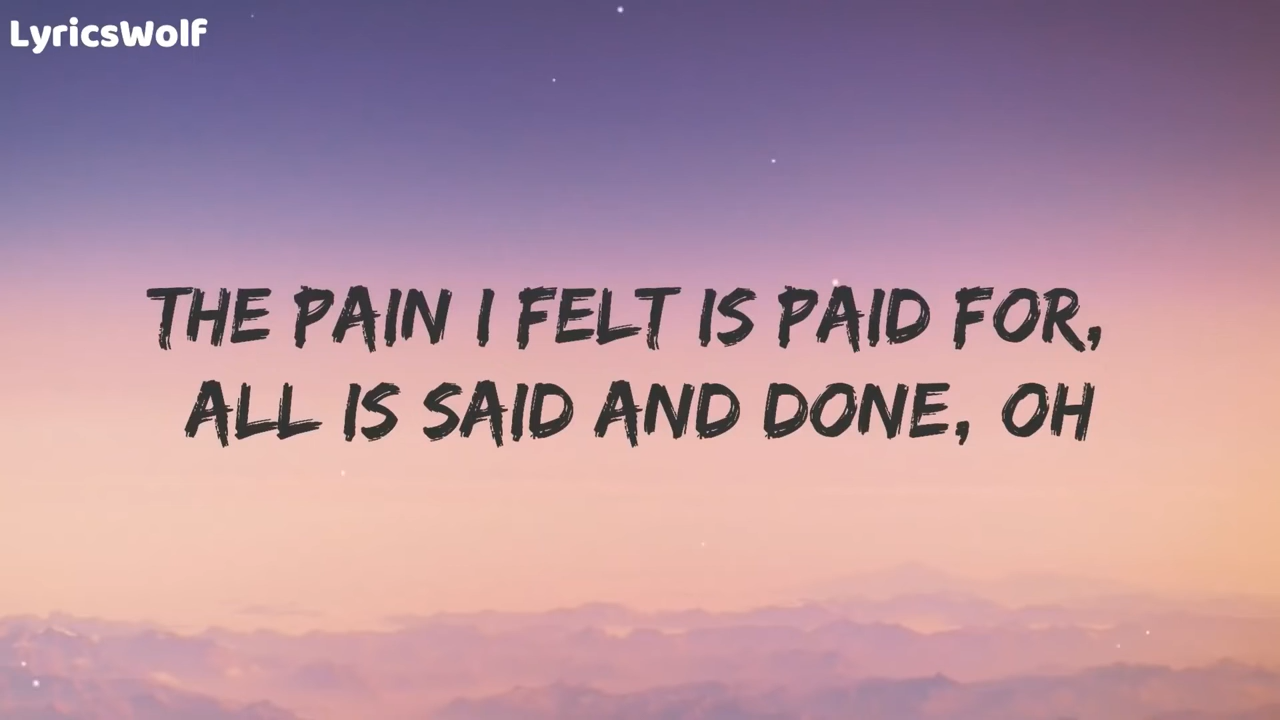 LyricsWolf
THE PAIN I FELT IS PAID FOR,
ALL IS SAID AND DONE, OH